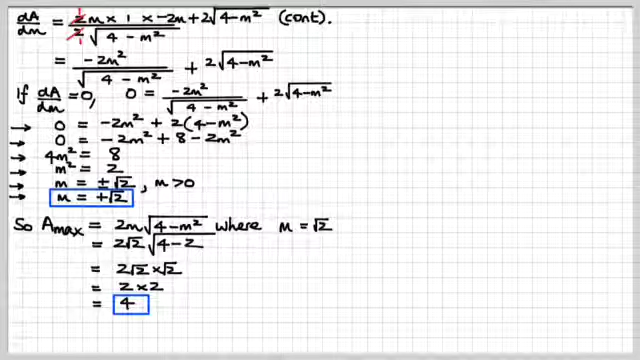 dA/dm = 2m × 1 × -2m / 2√(4-m²) + 2√(4-m²) (cont).
= -2m²/√(4-m²) + 2√(4-m²)
If dA/dm = 0, 0 = -2m²/√(4-m²) + 2√(4-m²)
→ 0 = -2m² + 2(4-m²)
→ 0 = -2m² + 8 - 2m²
→ 4m² = 8
→ m² = 2
→ m = ±√2, m>0
→ m = +√2
So Amax = 2m√(4-m²) where m = √2
= 2√2 √(4-2)
= 2√2 × √2
= 2 × 2
= 4